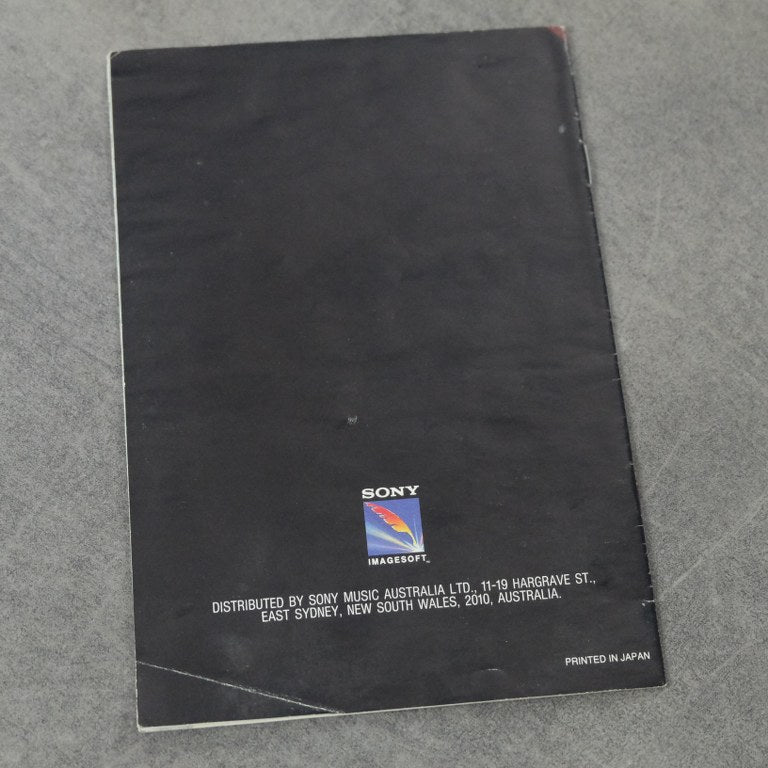 SONY
IMAGESOFT™
DISTRIBUTED BY SONY MUSIC AUSTRALIA LTD., 11-19 HARGRAVE ST.,
EAST SYDNEY, NEW SOUTH WALES, 2010, AUSTRALIA.
PRINTED IN JAPAN